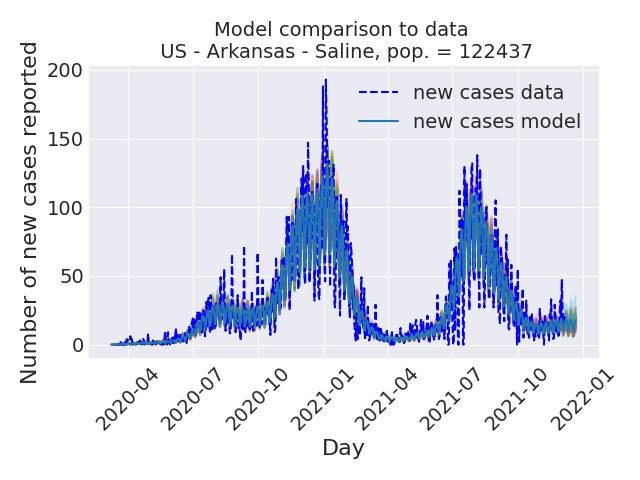 Model comparison to data
US - Arkansas - Saline, pop. = 122437
new cases data
new cases model
Number of new cases reported
200
150
100
50
0
2020-04
2020-07
2020-10
2021-01
2021-04
2021-07
2021-10
2022-01
Day